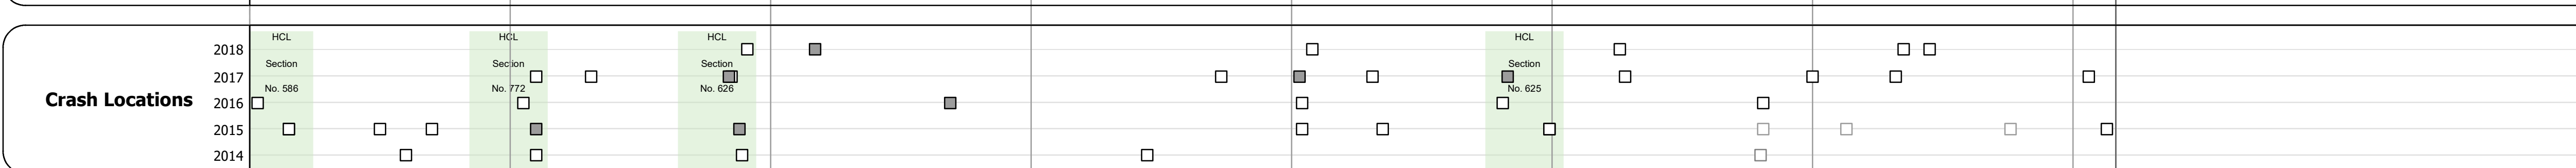 HCL HCL HCL HCL
2018
Section Section Section Section
2017
No. 586 No. 772 No. 626 No. 625
Crash Locations
2016
2015
2014